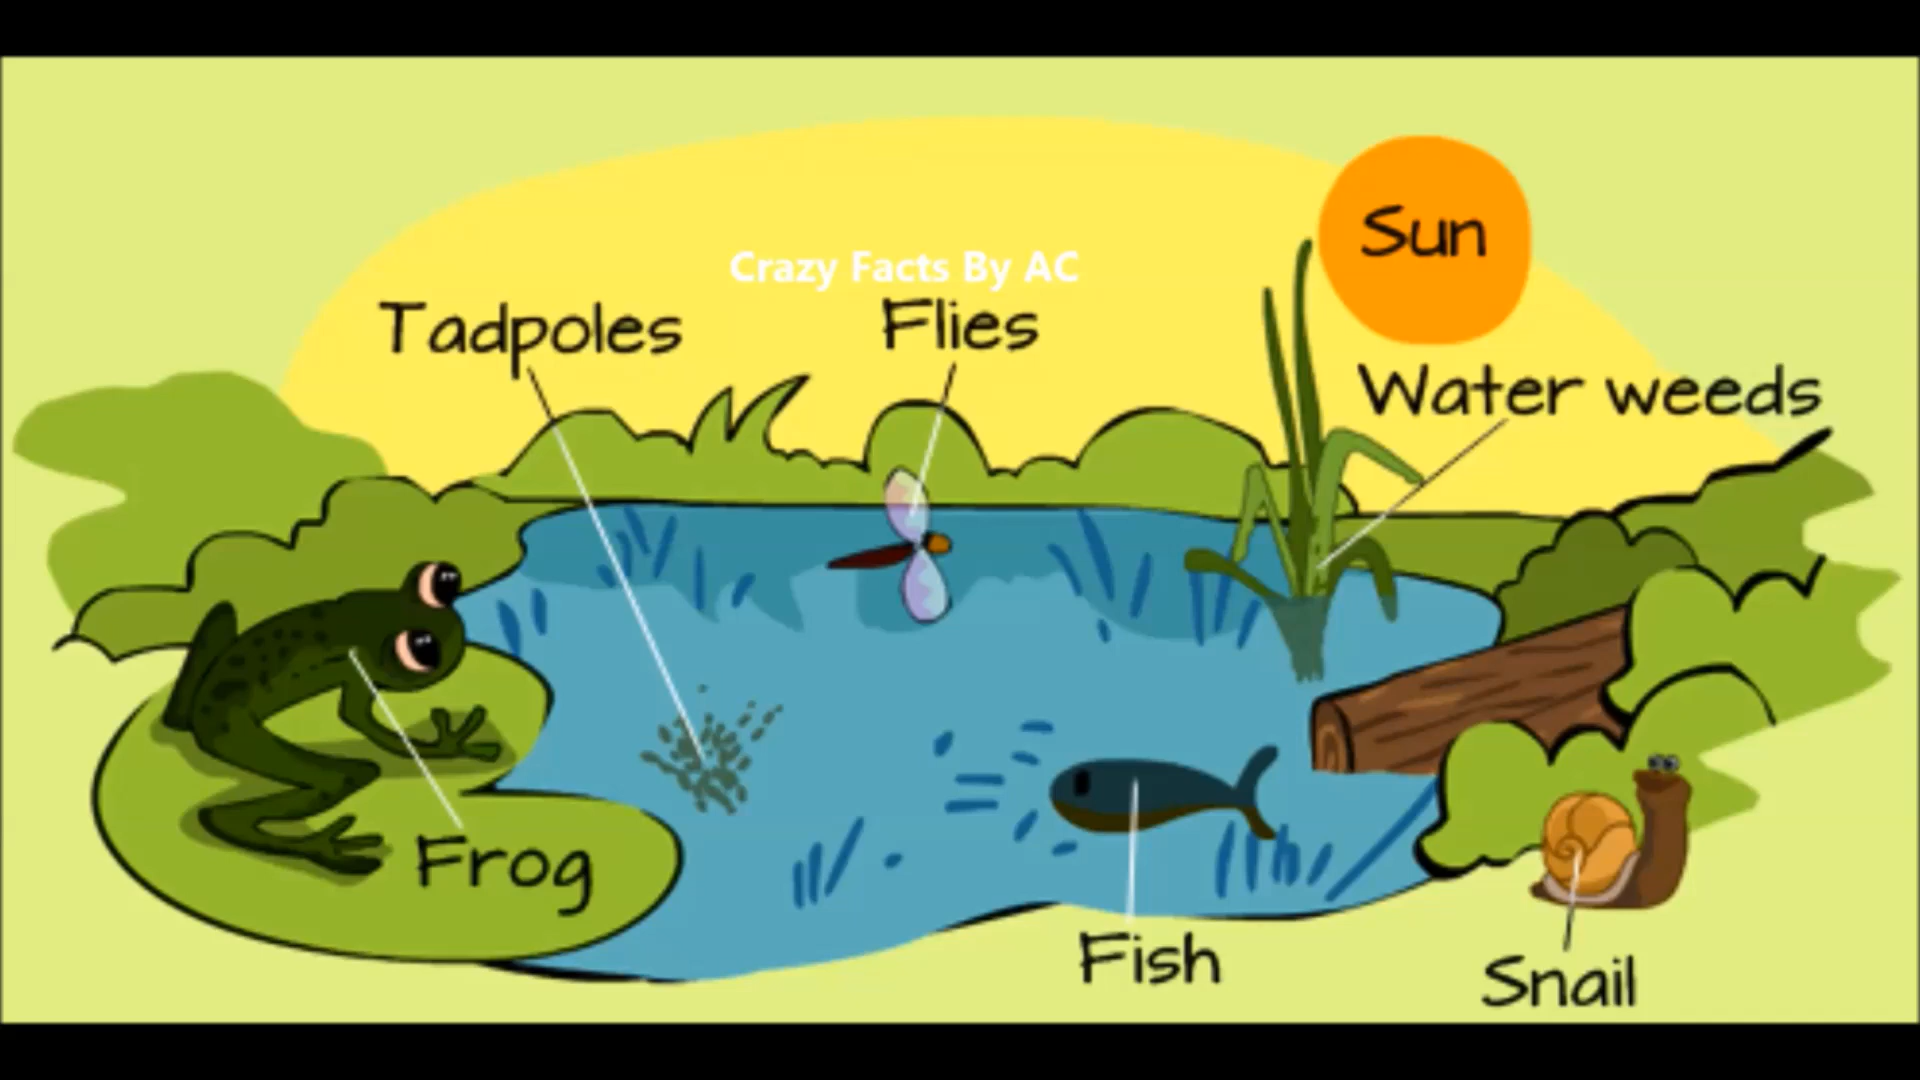 Sun
Crazy Facts By AC
Tadpoles
Flies
Water weeds
Frog
Fish
Snail